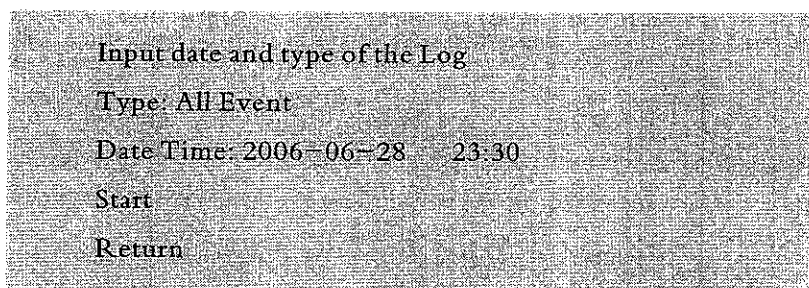 Input date and type of the Log
Type: All Event
Date Time: 2006-06-28 23:30
Start
Return